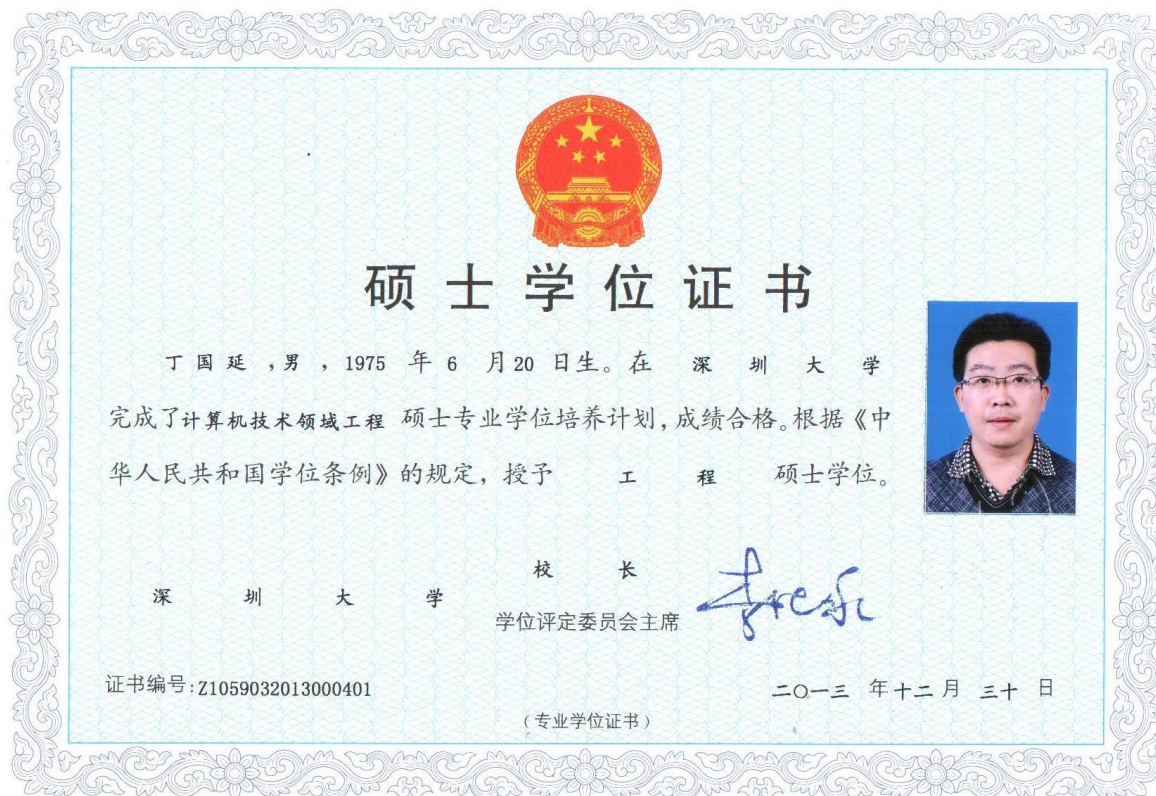 硕士学位证书
丁国延，男，1975 年 6 月 20 日生。在 深圳大学
完成了计算机技术领域工程 硕士专业学位培养计划，成绩合格。根据《中
华人民共和国学位条例》的规定，授予 工程 硕士学位。
校长
深圳大学
学位评定委员会主席
证书编号:Z1059032013000401
二〇一三 年十二月 三十 日
（专业学位证书）